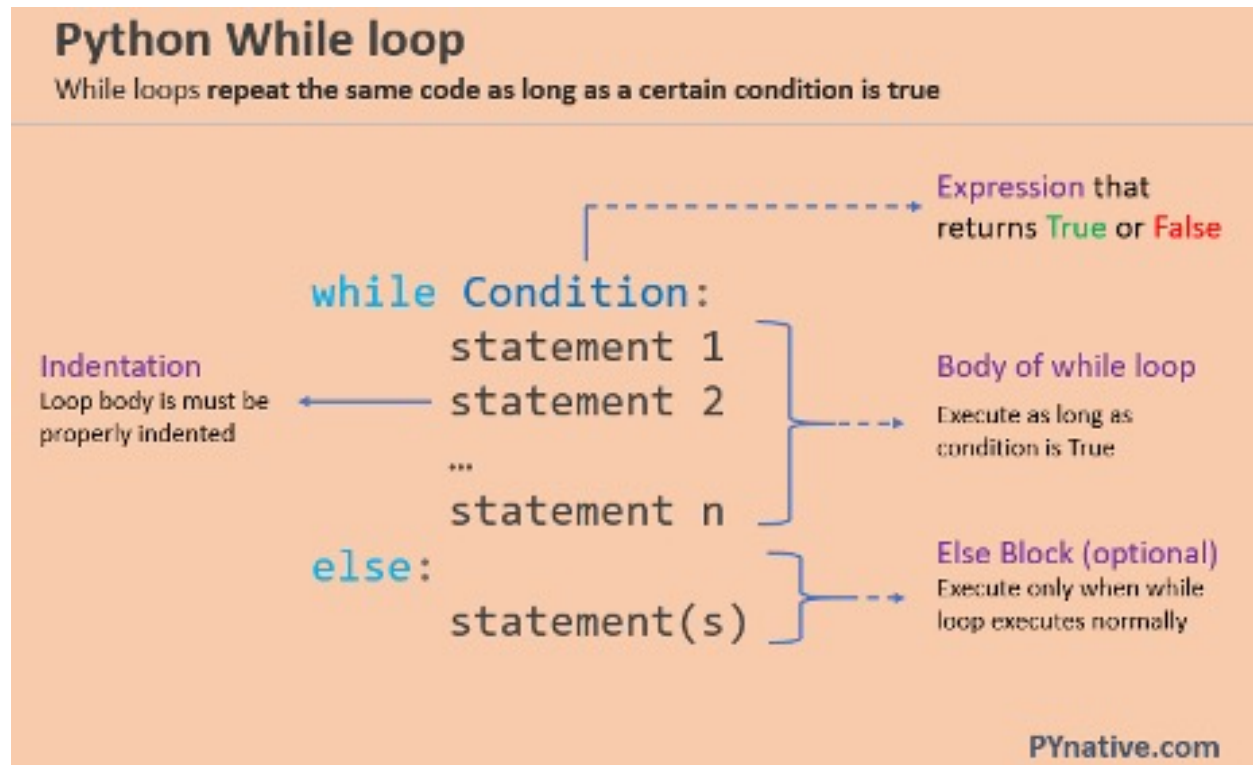 Python While loop
While loops repeat the same code as long as a certain condition is true
Expression that
returns True or False
while Condition:
statement 1
Indentation
Loop body is must be
properly indented
statement 2
...
statement n
Body of while loop
Execute as long as
condition is True
else:
statement(s)
Else Block (optional)
Execute only when while
loop executes normally
PYnative.com